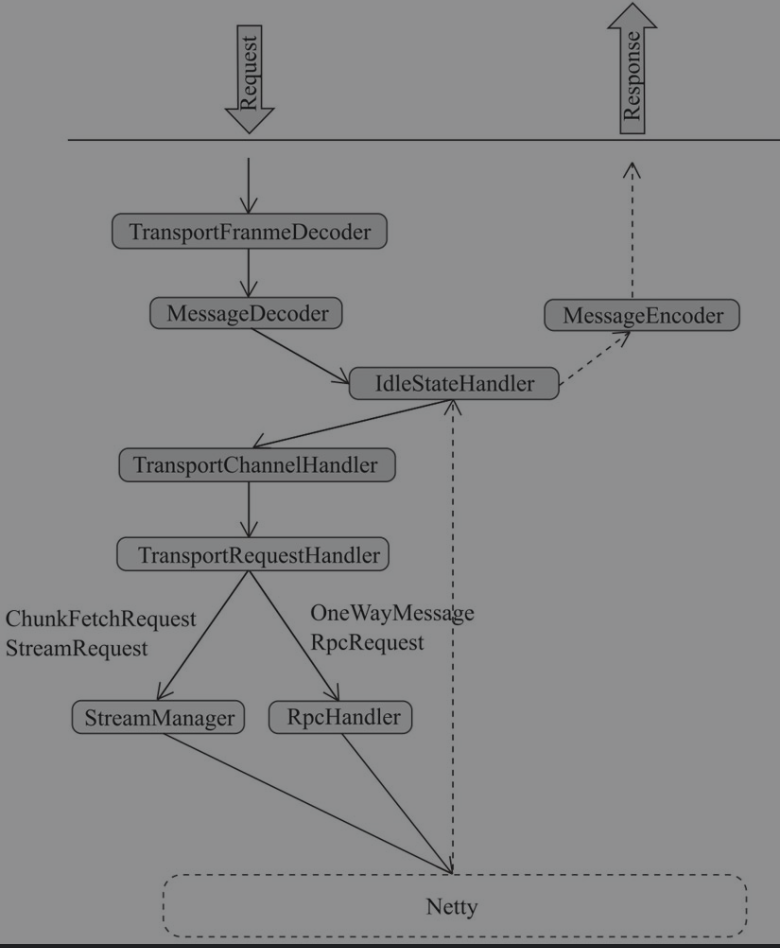 Request
Response
TransportFranmeDecoder
MessageDecoder
MessageEncoder
IdleStateHandler
TransportChannelHandler
TransportRequestHandler
ChunkFetchRequest
StreamRequest
OneWayMessage
RpcRequest
StreamManager
RpcHandler
Netty